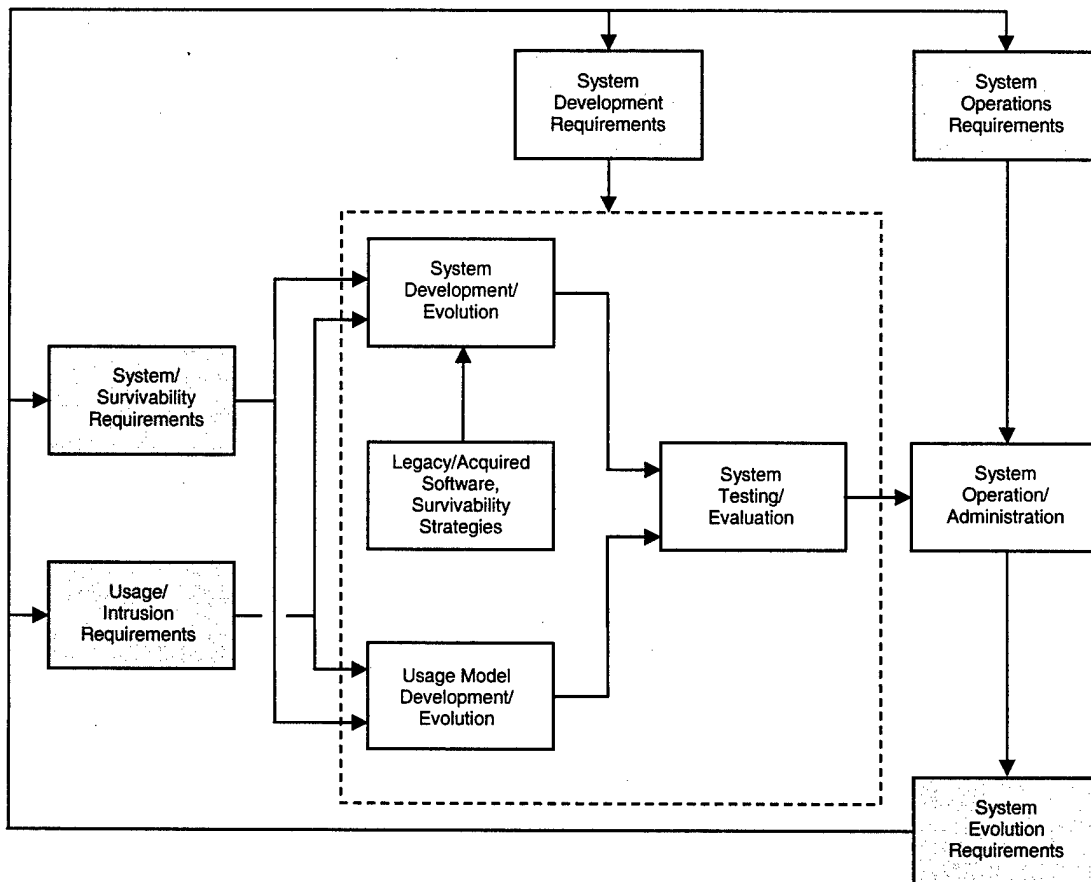 System
Development
Requirements
System
Operations
Requirements
System
Development/
Evolution
System/
Survivability
Requirements
Legacy/Acquired
Software,
Survivability
Strategies
System
Testing/
Evaluation
System
Operation/
Administration
Usage/
Intrusion
Requirements
Usage Model
Development/
Evolution
System
Evolution
Requirements